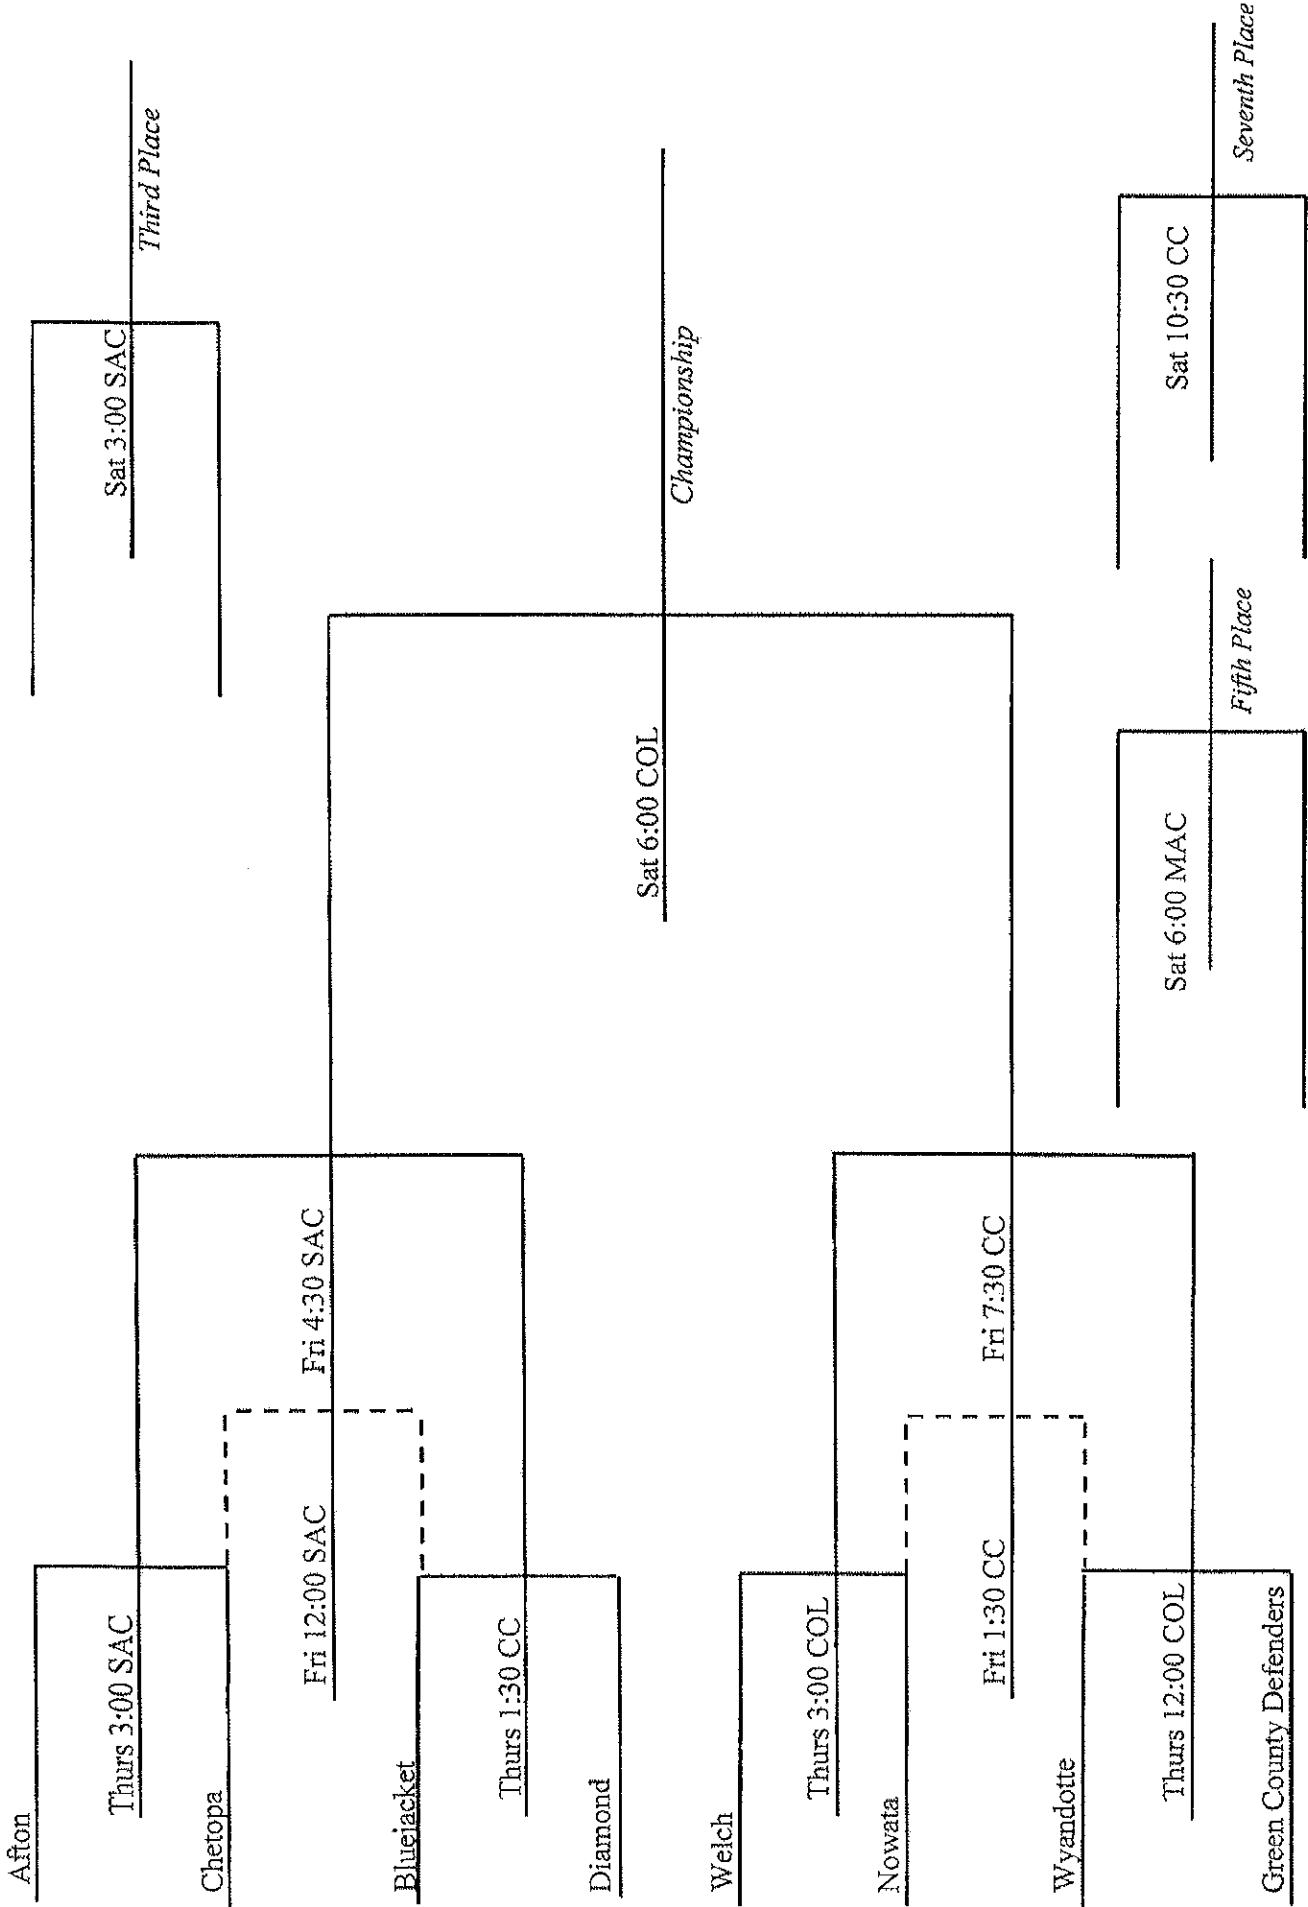 Afton
Thurs 3:00 SAC
Chetopa
Fri 12:00 SAC
Fri 4:30 SAC
Bluejacket
Thurs 1:30 CC
Diamond
Welch
Thurs 3:00 COL
Nowata
Fri 1:30 CC
Fri 7:30 CC
Wyandotte
Thurs 12:00 COL
Green County Defenders
Sat 6:00 COL
Championship
Sat 3:00 SAC
Third Place
Sat 6:00 MAC
Fifth Place
Sat 10:30 CC
Seventh Place